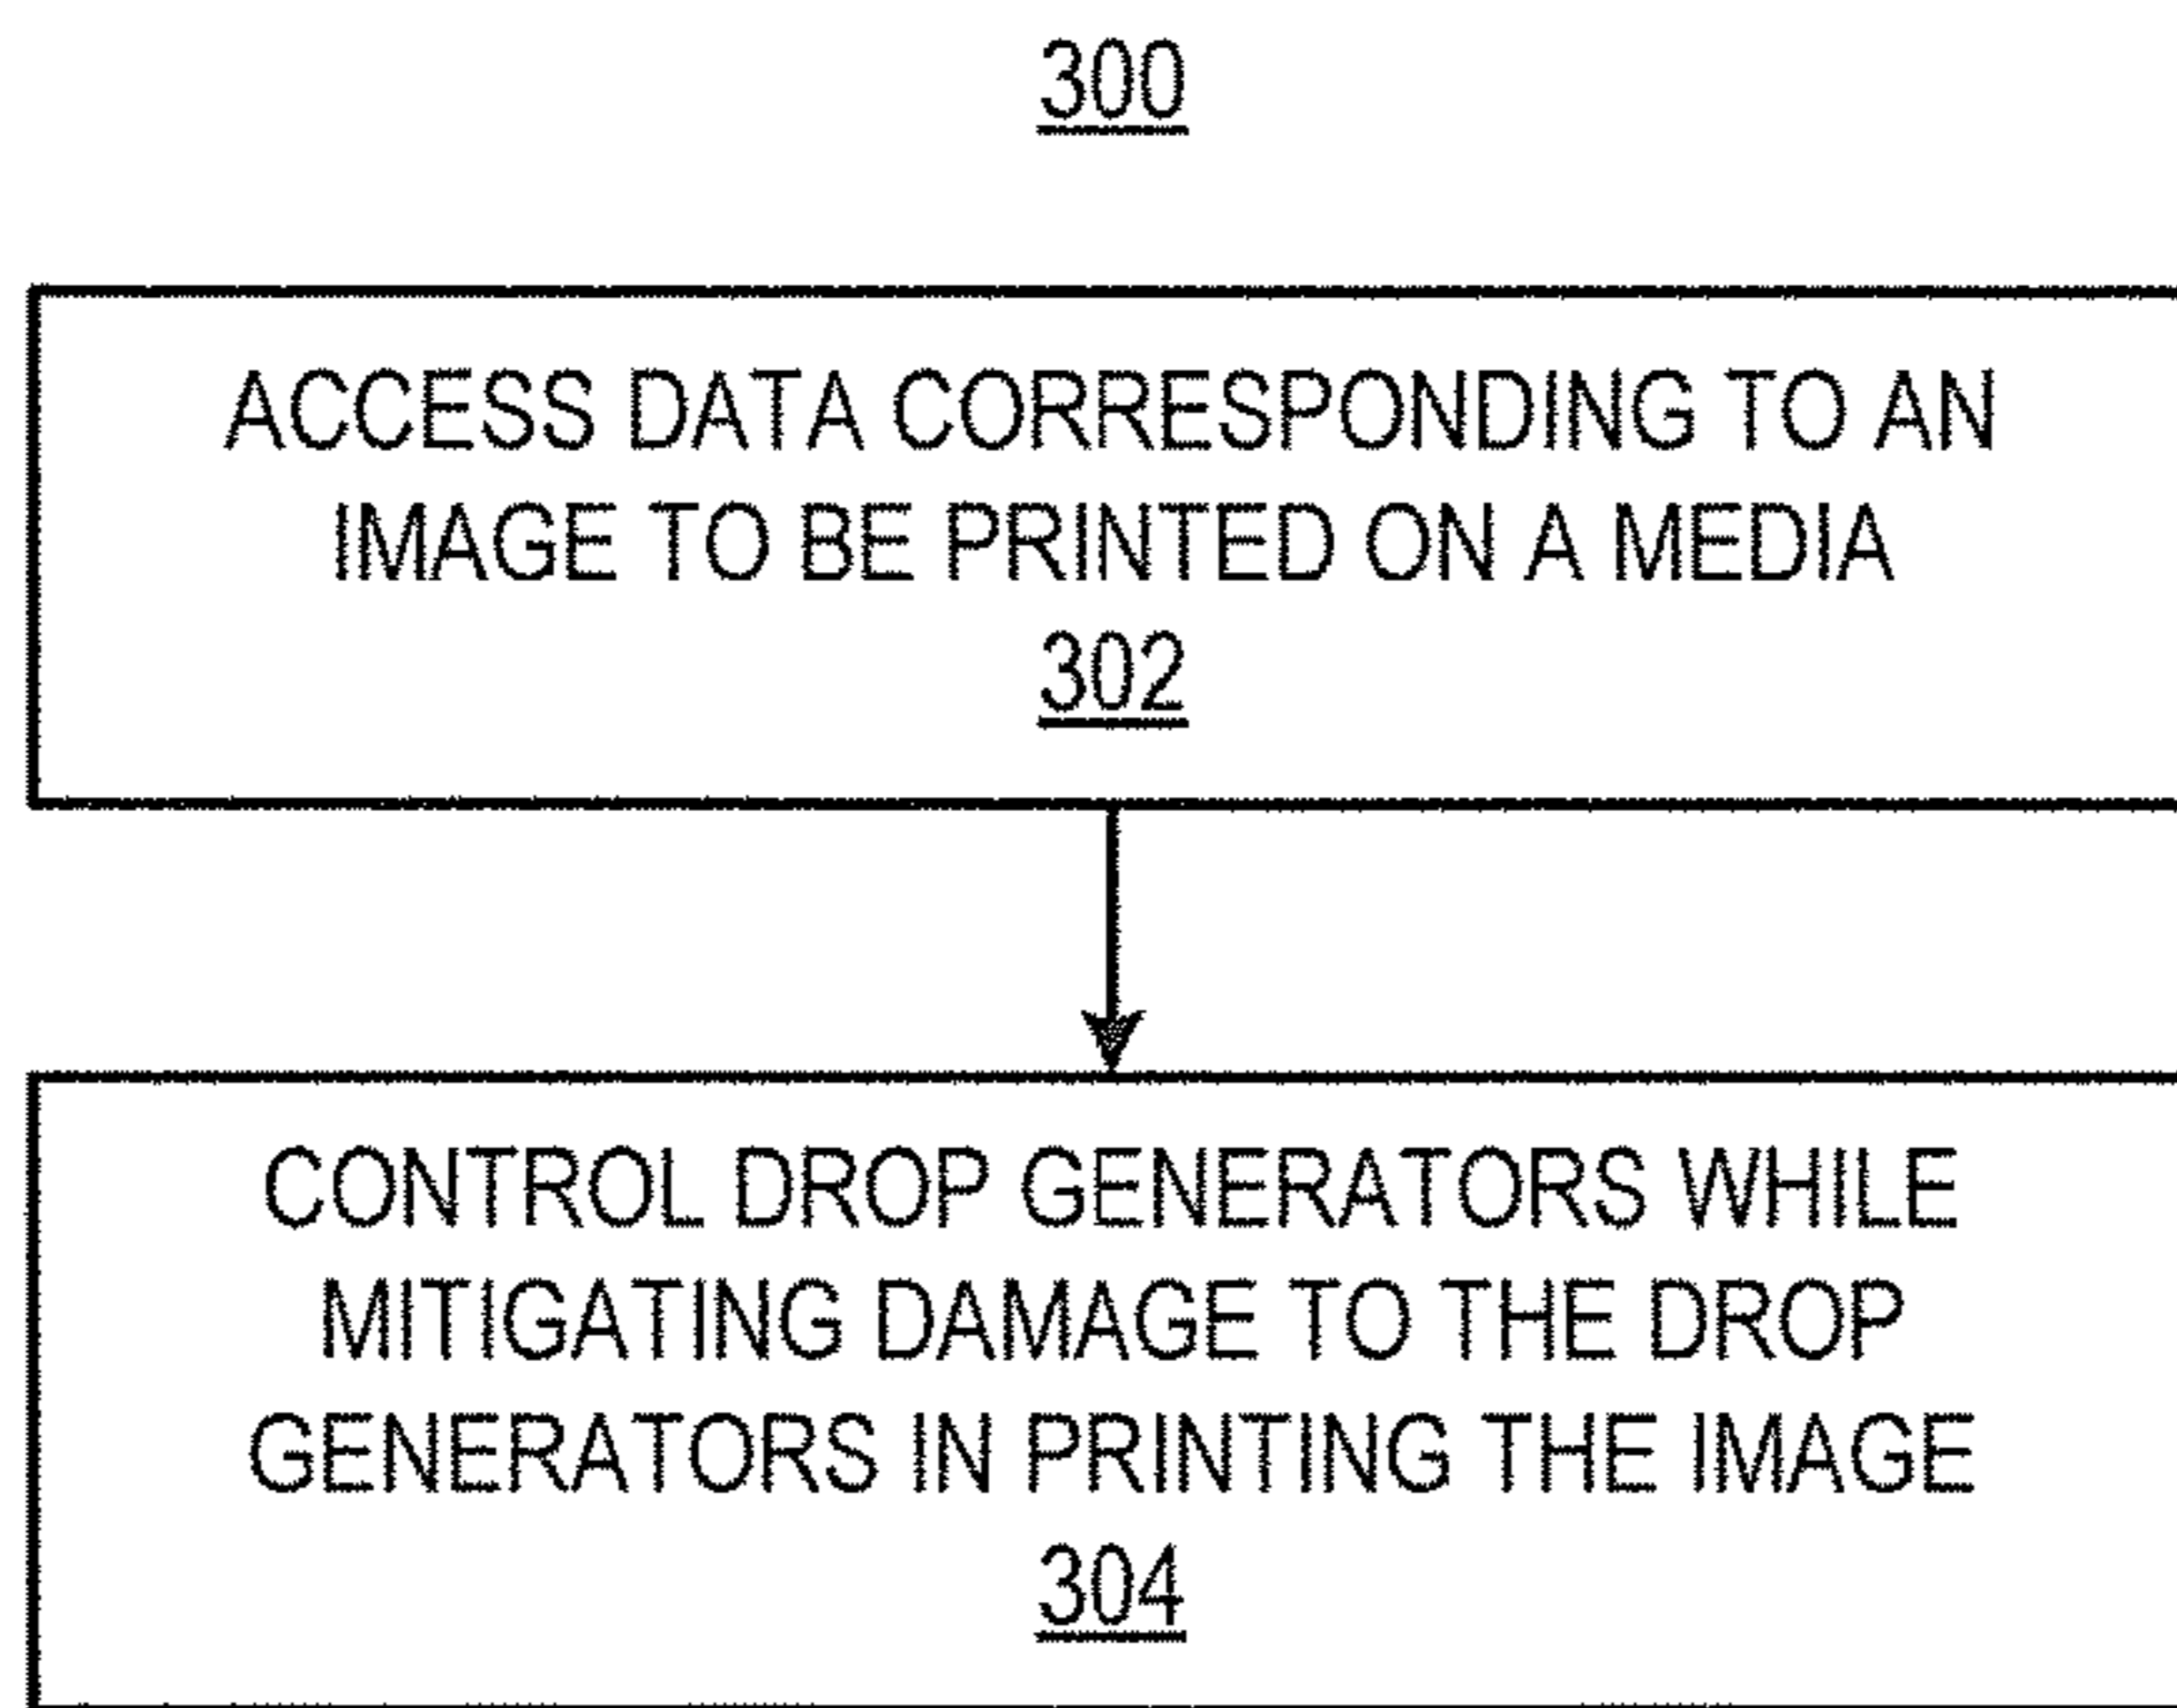 300
ACCESS DATA CORRESPONDING TO AN
IMAGE TO BE PRINTED ON A MEDIA
302
CONTROL DROP GENERATORS WHILE
MITIGATING DAMAGE TO THE DROP
GENERATORS IN PRINTING THE IMAGE
304